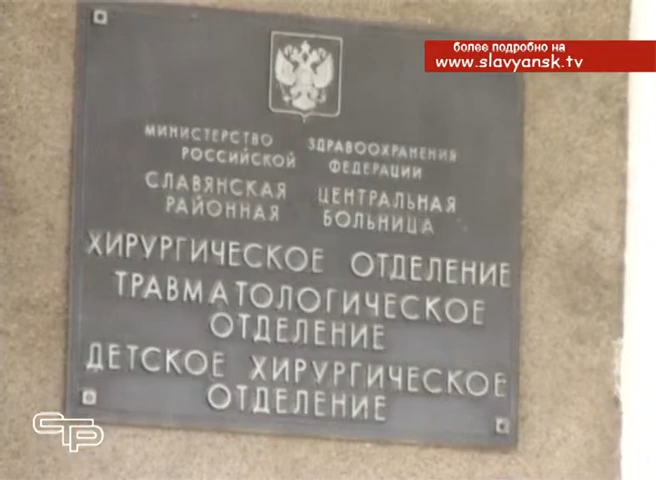 более подробно на
www.slavyansk.tv
МИНИСТЕРСТВО ЗДРАВООХРАНЕНИЯ
РОССИЙСКОЙ ФЕДЕРАЦИИ
СЛАВЯНСКАЯ ЦЕНТРАЛЬНАЯ
РАЙОННАЯ БОЛЬНИЦА
ХИРУРГИЧЕСКОЕ ОТДЕЛЕНИЕ
ТРАВМАТОЛОГИЧЕСКОЕ
ОТДЕЛЕНИЕ
ДЕТСКОЕ ХИРУРГИЧЕСКОЕ
ОТДЕЛЕНИЕ
СТР